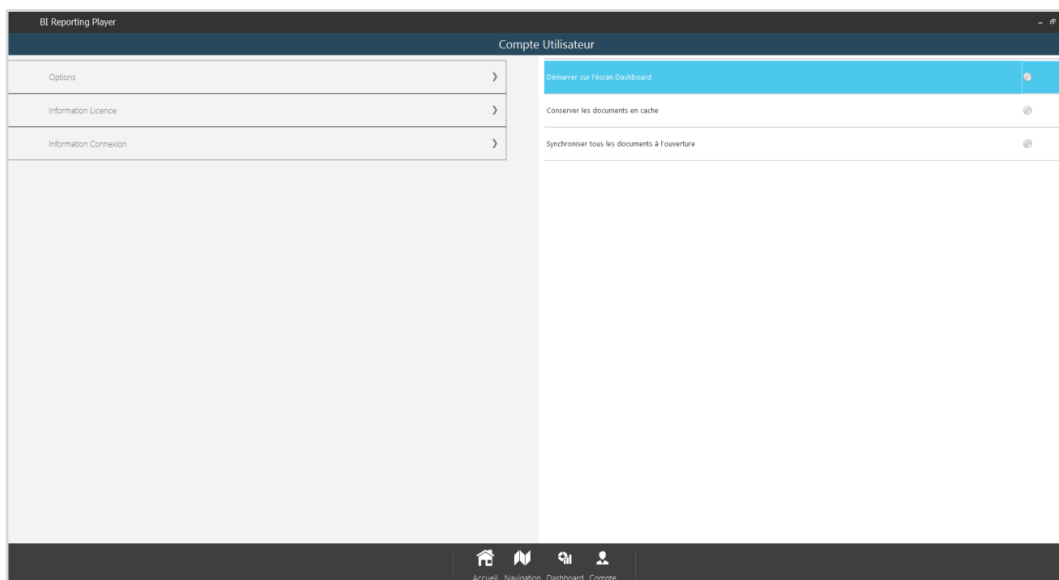 BI Reporting Player
Compte Utilisateur
Options
Information Licence
Information Connexion
Démarrer sur l'écran Dashboard
Conserver les documents en cache
Synchroniser tous les documents à l'ouverture
Accueil Navigation Dashboard Compte